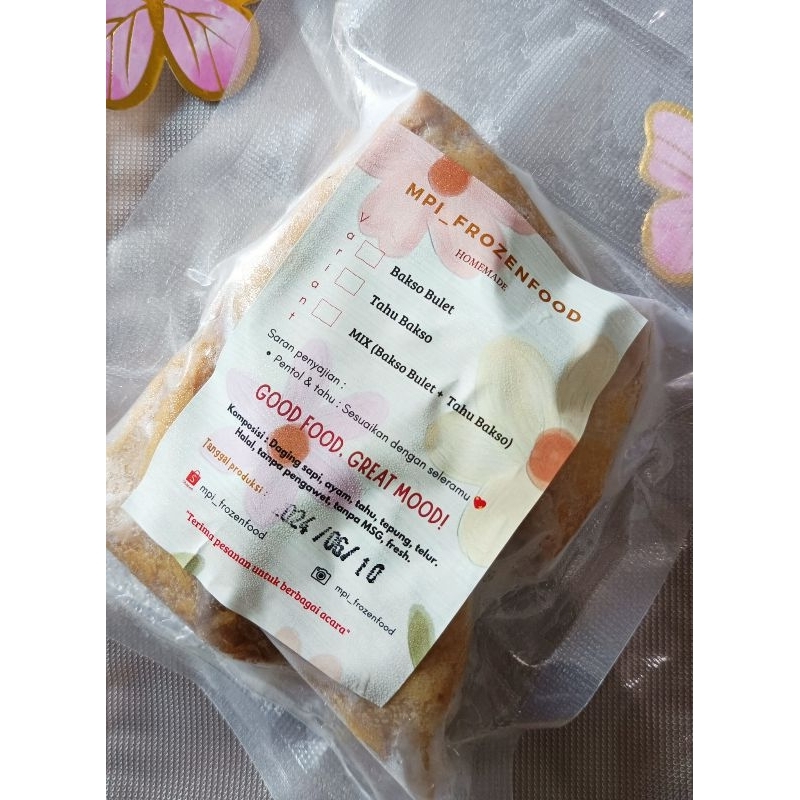 MPI_FROZENFOOD
HOMEMADE
Variant
Bakso Bulet
Tahu Bakso
MIX (Bakso Bulet + Tahu Bakso)
Saran penyajian :
• Pentol & tahu : Sesuaikan dengan seleramu
GOOD FOOD, GREAT MOOD!
Komposisi : Daging sapi, ayam, tahu, tepung, telur.
Halal, tanpa pengawet, tanpa MSG, fresh.
Tanggal produksi :
024/06/10
mpi_frozenfood
mpi_frozenfood
"Terima pesanan untuk berbagai acara"